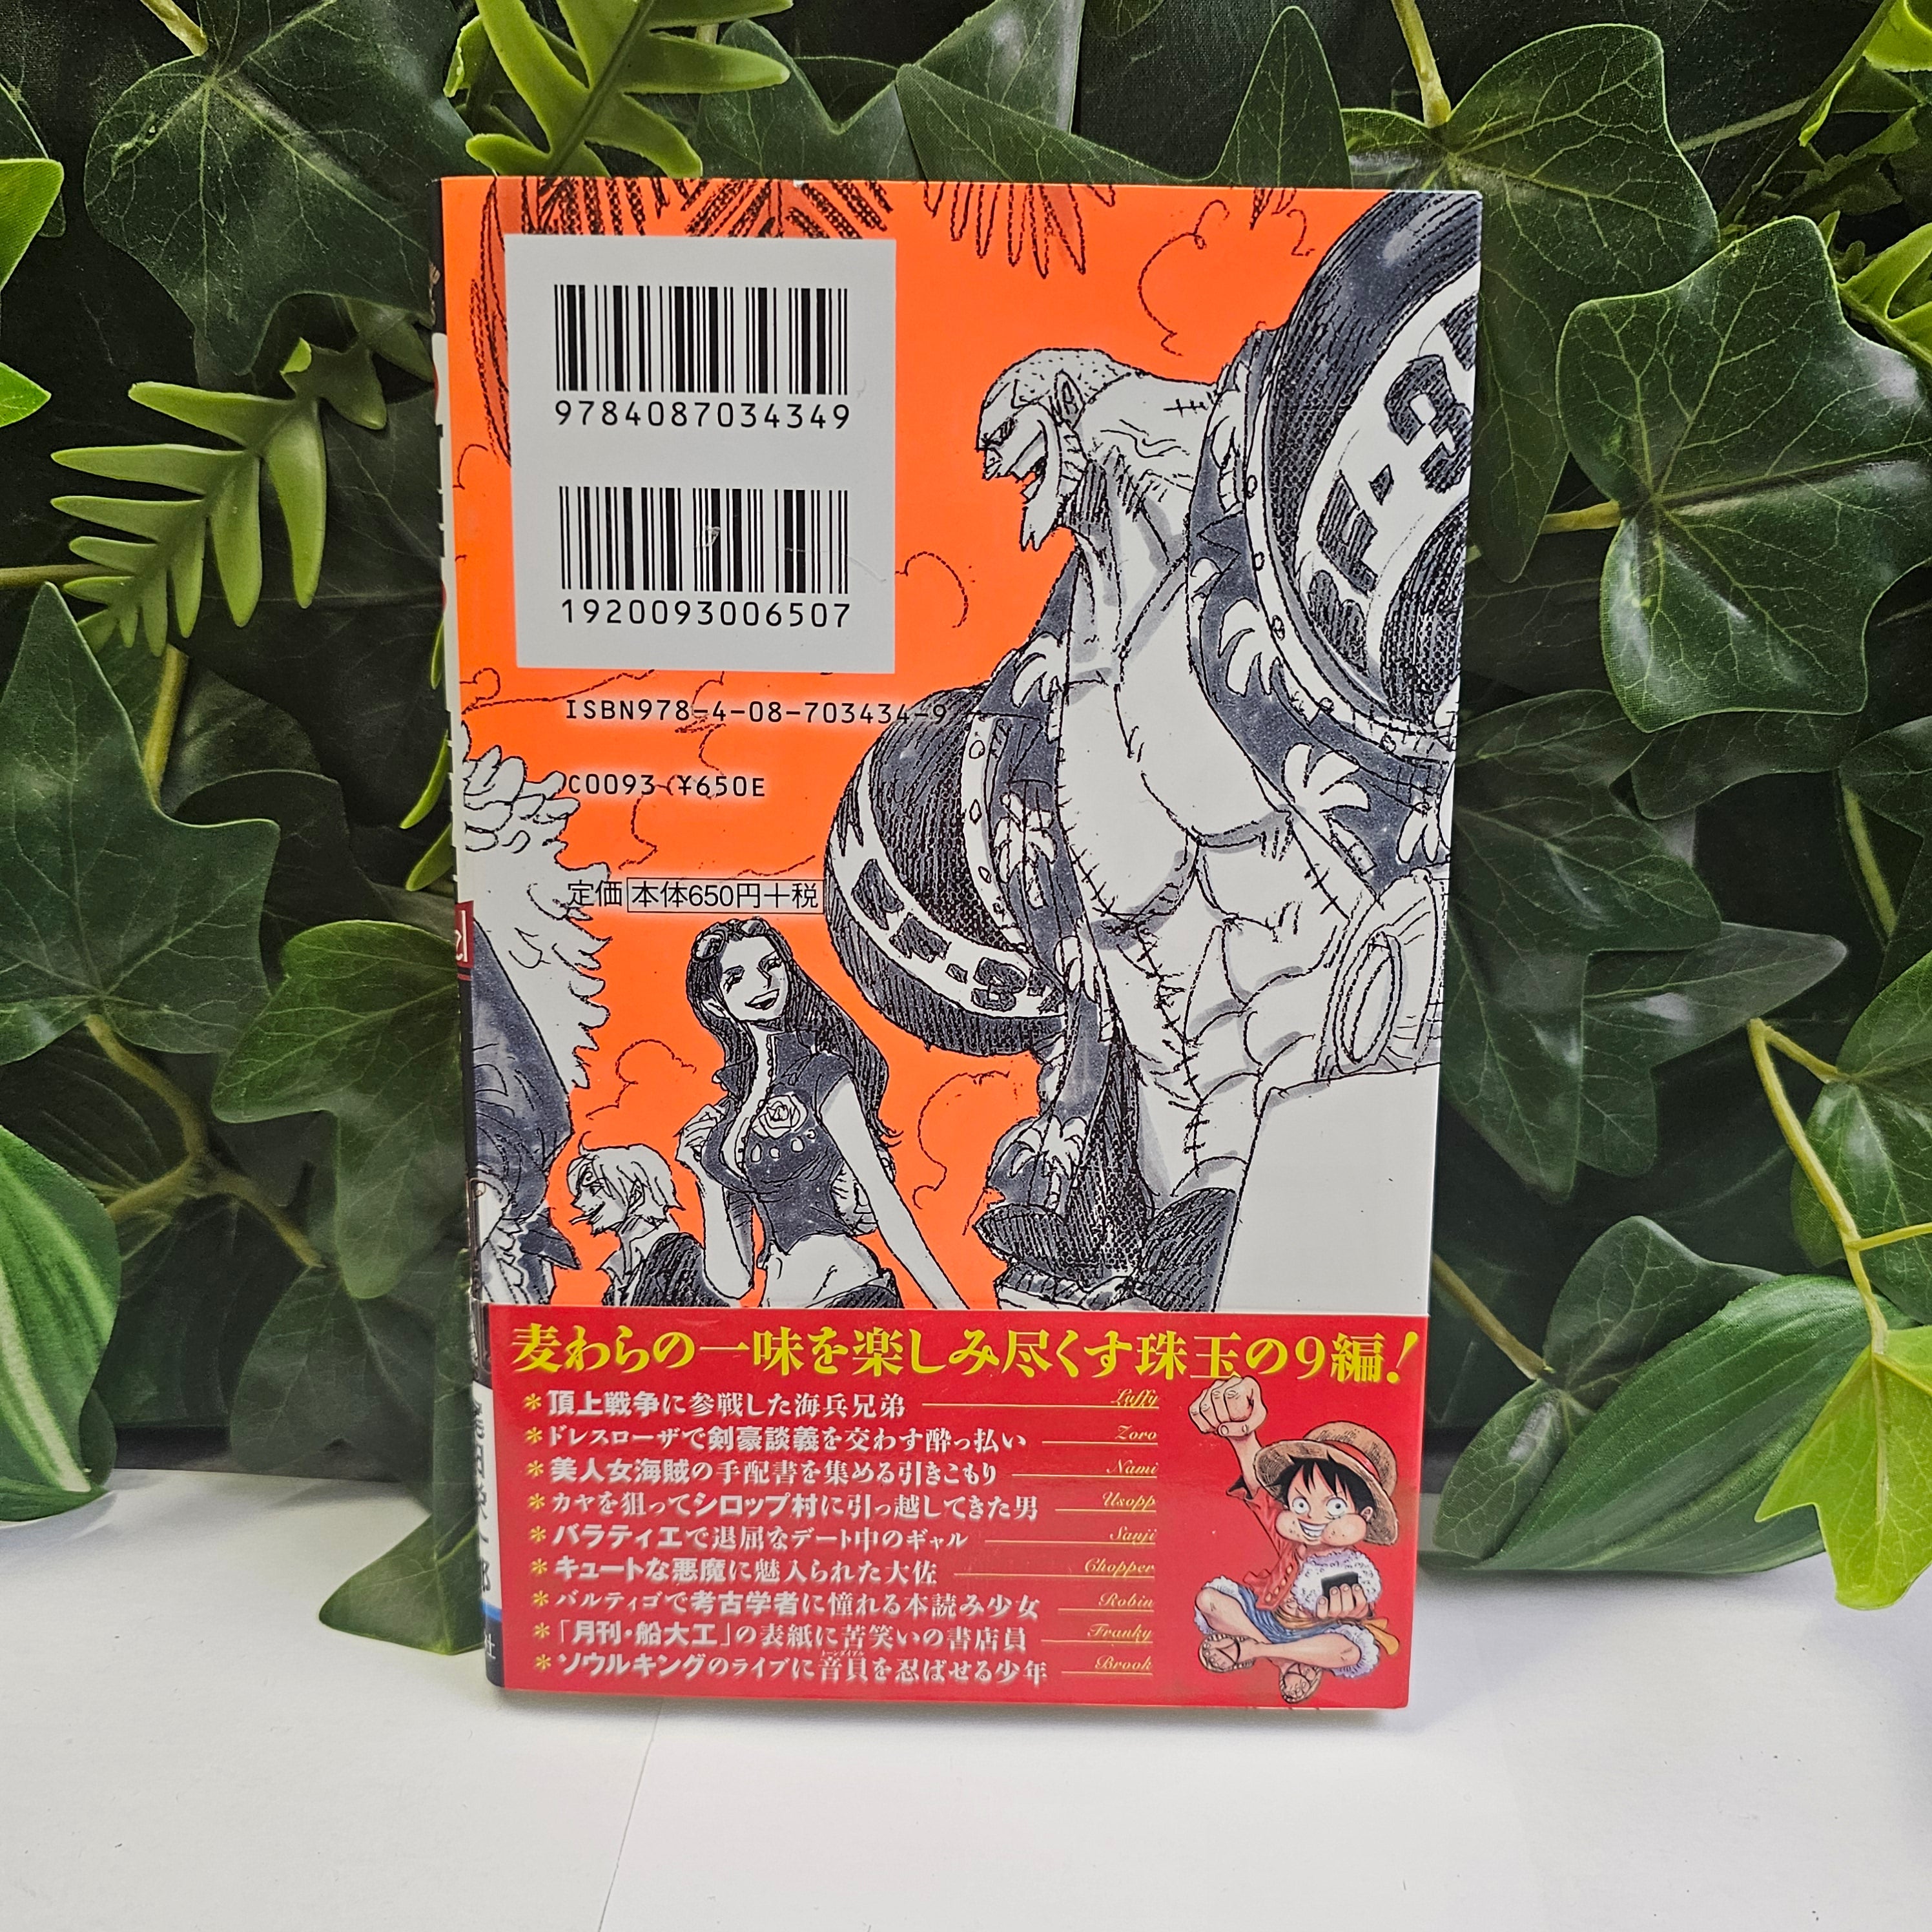 9784087034349
1920093006507
ISBN978-4-08-703434-9
C0093 ¥650E
定価 本体650円+税
麦わらの一味を楽しみ尽くす珠玉の9編!
*頂上戦争に参戦した海兵兄弟 Luffy
*ドレスローザで剣豪談義を交わす酔っ払い Zoro
*美人女海賊の手配書を集める引きこもり Nami
*カヤを狙ってシロップ村に引っ越してきた男 Usopp
*バラティエで退屈なデート中のギャル Sanji
*キュートな悪魔に魅入られた大佐 Chopper
*バルティゴで考古学者に憧れる本読み少女 Robin
*「月刊・船大工」の表紙に苦笑いの書店員 Franky
*ソウルキングのライブに音貝を忍ばせる少年 Brook